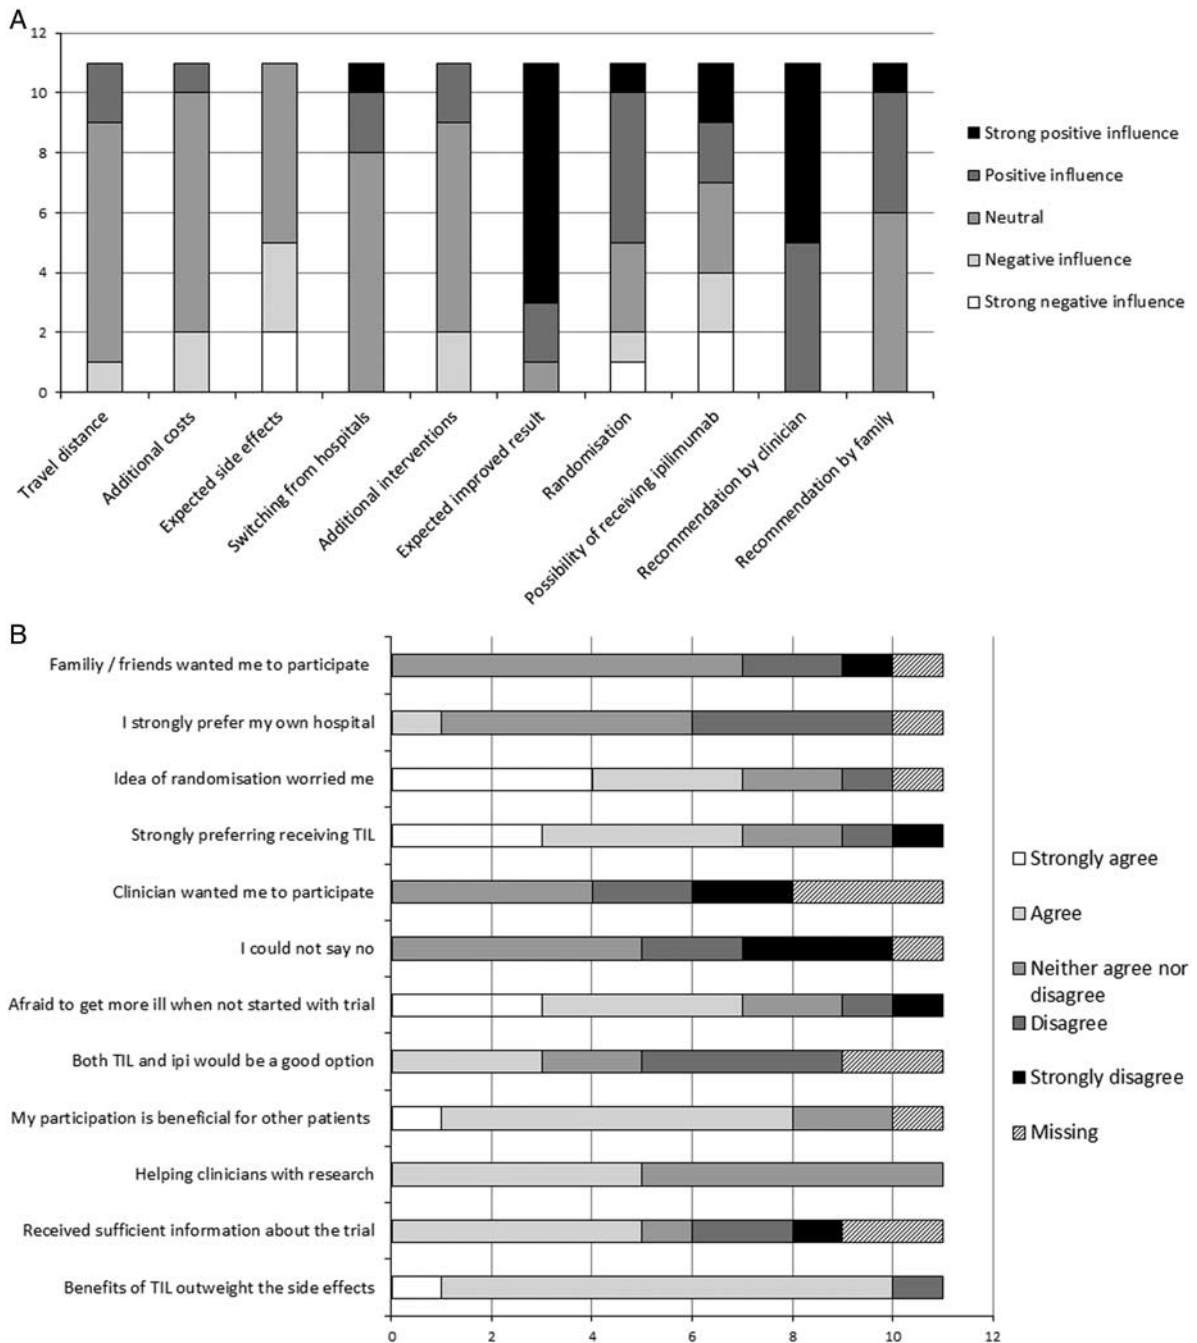 A
12
10
8
6
4
2
0
Travel distance
Additional costs
Expected side effects
Switching from hospitals
Additional interventions
Expected improved result
Randomisation
Possibility of receiving ipilimumab
Recommendation by clinician
Recommendation by family
Strong positive influence
Positive influence
Neutral
Negative influence
Strong negative influence
B
Familiy / friends wanted me to participate
I strongly prefer my own hospital
Idea of randomisation worried me
Strongly preferring receiving TIL
Clinician wanted me to participate
I could not say no
Afraid to get more ill when not started with trial
Both TIL and ipi would be a good option
My participation is beneficial for other patients
Helping clinicians with research
Received sufficient information about the trial
Benefits of TIL outweight the side effects
0 2 4 6 8 10 12
Strongly agree
Agree
Neither agree nor
disagree
Disagree
Strongly disagree
Missing